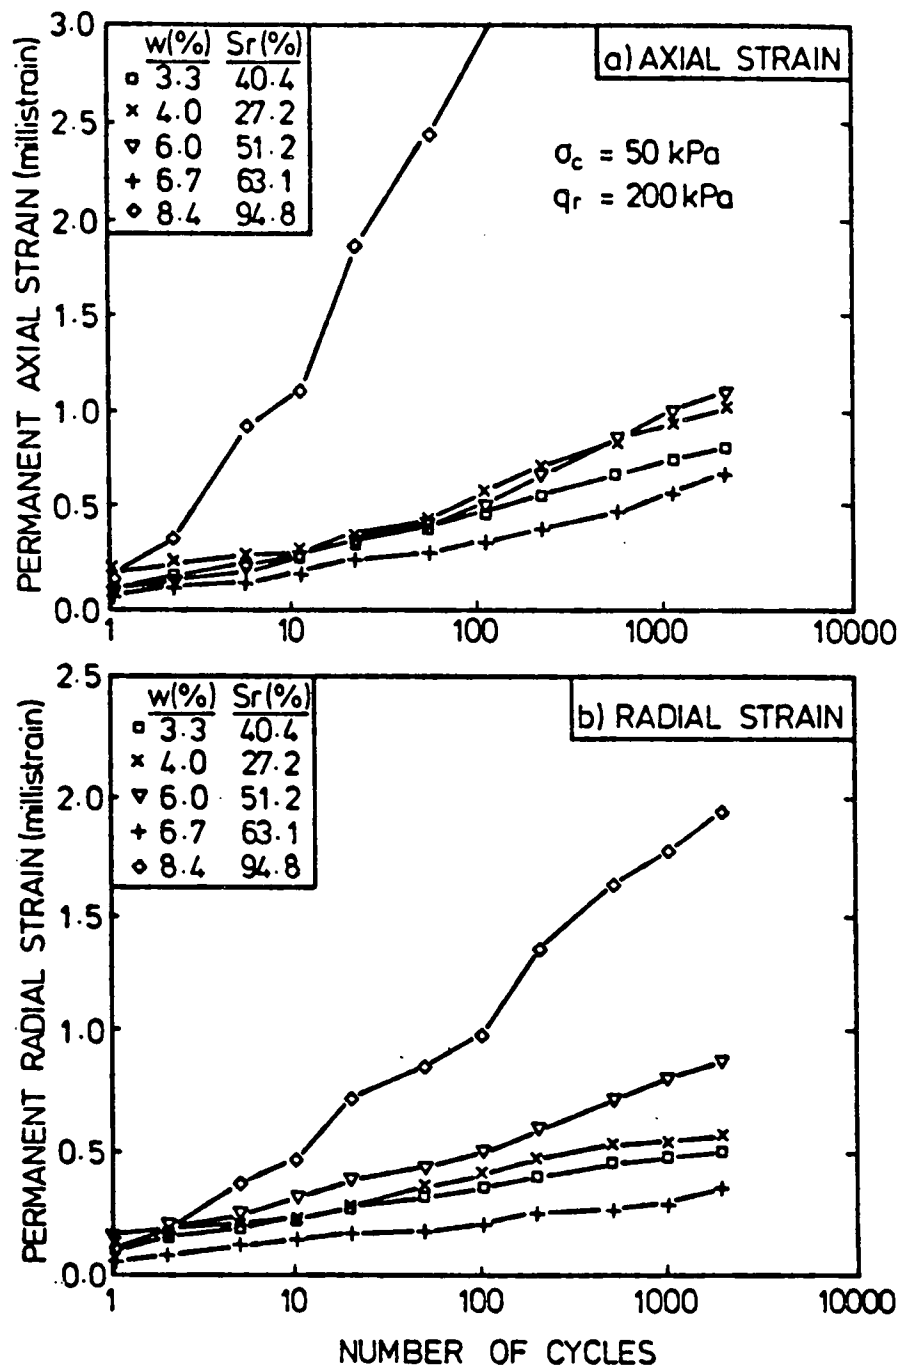 PERMANENT AXIAL STRAIN (millistrain)
3.0
2.5
2.0
1.5
1.0
0.5
0.0
w(%) Sr(%)
3.3 40.4
4.0 27.2
6.0 51.2
6.7 63.1
8.4 94.8
a) AXIAL STRAIN
σc = 50 kPa
qr = 200 kPa
1 10 100 1000 10000
PERMANENT RADIAL STRAIN (millistrain)
2.5
2.0
1.5
1.0
0.5
0.0
w(%) Sr(%)
3.3 40.4
4.0 27.2
6.0 51.2
6.7 63.1
8.4 94.8
b) RADIAL STRAIN
1 10 100 1000 10000
NUMBER OF CYCLES